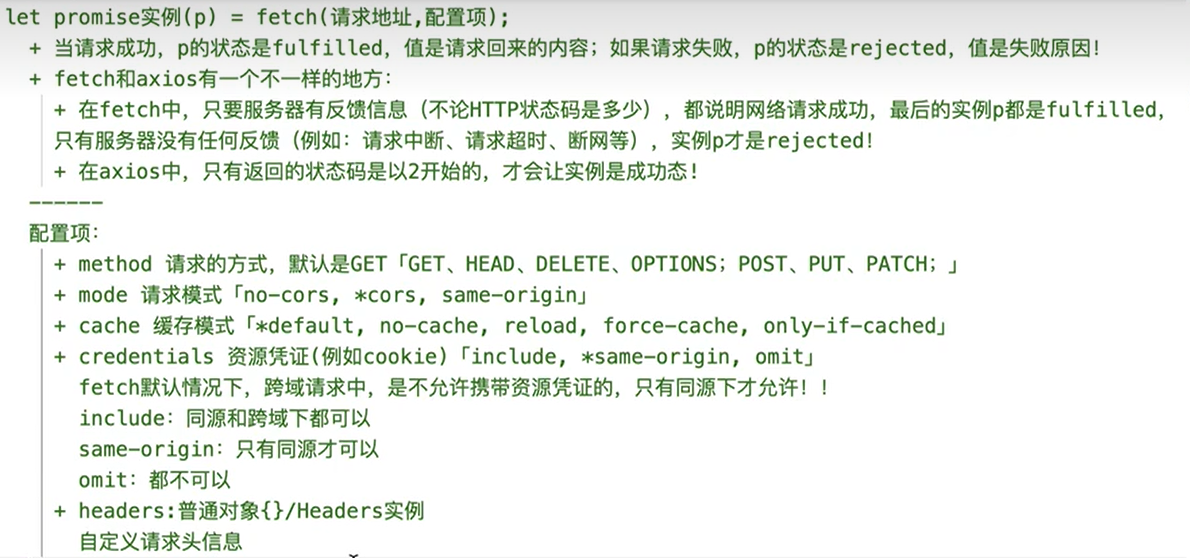 let promise实例(p) = fetch(请求地址,配置项);
+ 当请求成功，p的状态是fulfilled，值是请求回来的内容；如果请求失败，p的状态是rejected，值是失败原因！
+ fetch和axios有一个不一样的地方：
+ 在fetch中，只要服务器有反馈信息（不论HTTP状态码是多少），都说明网络请求成功，最后的实例p都是fulfilled，
只有服务器没有任何反馈（例如：请求中断、请求超时、断网等），实例p才是rejected！
+ 在axios中，只有返回的状态码是以2开始的，才会让实例是成功态！
------
配置项：
+ method 请求的方式，默认是GET「GET、HEAD、DELETE、OPTIONS；POST、PUT、PATCH；」
+ mode 请求模式「no-cors, *cors, same-origin」
+ cache 缓存模式「*default, no-cache, reload, force-cache, only-if-cached」
+ credentials 资源凭证(例如cookie)「include, *same-origin, omit」
fetch默认情况下，跨域请求中，是不允许携带资源凭证的，只有同源下才允许！！
include：同源和跨域下都可以
same-origin：只有同源才可以
omit：都不可以
+ headers:普通对象{}/Headers实例
自定义请求头信息